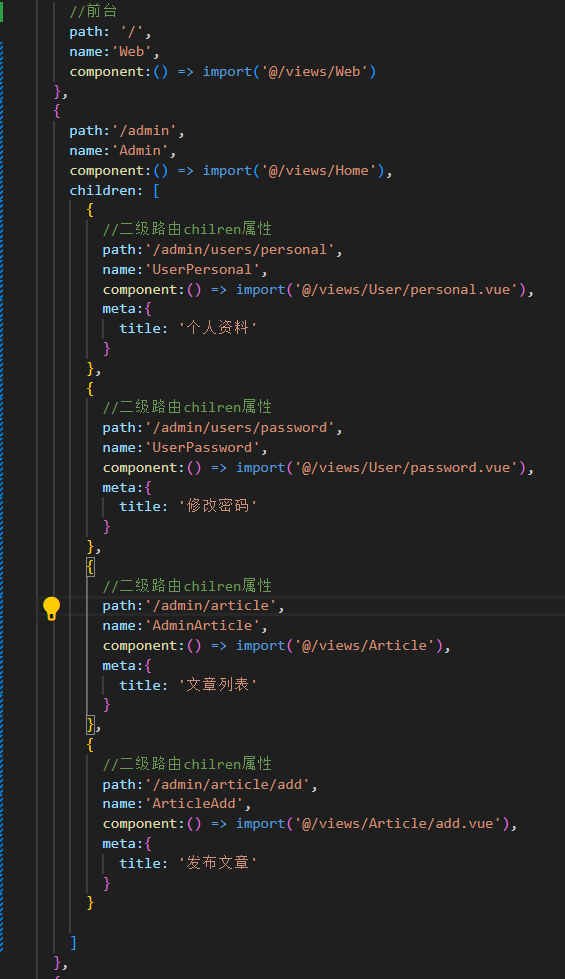 //前台
path: '/',
name:'Web',
component:() => import('@/views/Web')
},
{
path:'/admin',
name:'Admin',
component:() => import('@/views/Home'),
children: [
{
//二级路由chilren属性
path:'/admin/users/personal',
name:'UserPersonal',
component:() => import('@/views/User/personal.vue'),
meta:{
title: '个人资料'
}
},
{
//二级路由chilren属性
path:'/admin/users/password',
name:'UserPassword',
component:() => import('@/views/User/password.vue'),
meta:{
title: '修改密码'
}
},
{
//二级路由chilren属性
path:'/admin/article',
name:'AdminArticle',
component:() => import('@/views/Article'),
meta:{
title: '文章列表'
}
},
{
//二级路由chilren属性
path:'/admin/article/add',
name:'ArticleAdd',
component:() => import('@/views/Article/add.vue'),
meta:{
title: '发布文章'
}
}
]
},